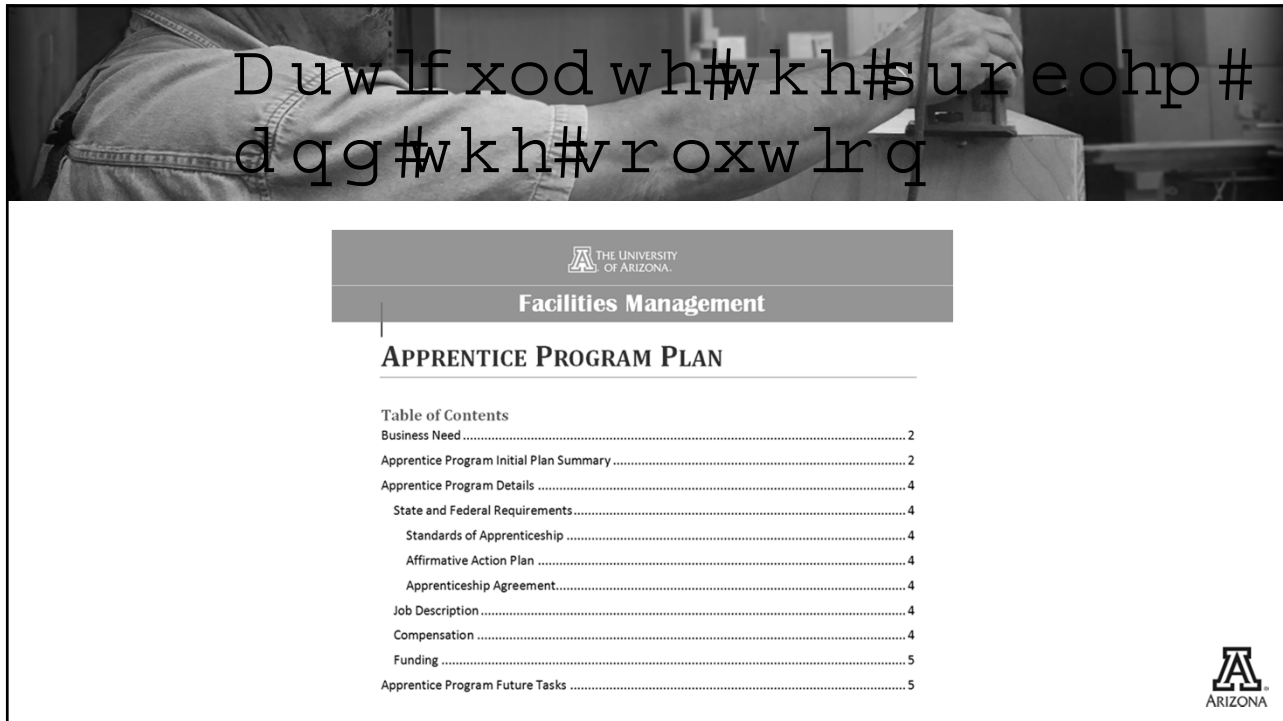 Duwlfxodwh#wkh#sureohp#
dqg#wkh#vroxwlrq
THE UNIVERSITY
OF ARIZONA.
Facilities Management
APPRENTICE PROGRAM PLAN
Table of Contents
Business Need ........................................ 2
Apprentice Program Initial Plan Summary ........................................ 2
Apprentice Program Details ........................................ 4
State and Federal Requirements ........................................ 4
Standards of Apprenticeship ........................................ 4
Affirmative Action Plan ........................................ 4
Apprenticeship Agreement ........................................ 4
Job Description ........................................ 4
Compensation ........................................ 4
Funding ........................................ 5
Apprentice Program Future Tasks ........................................ 5
A
ARIZONA